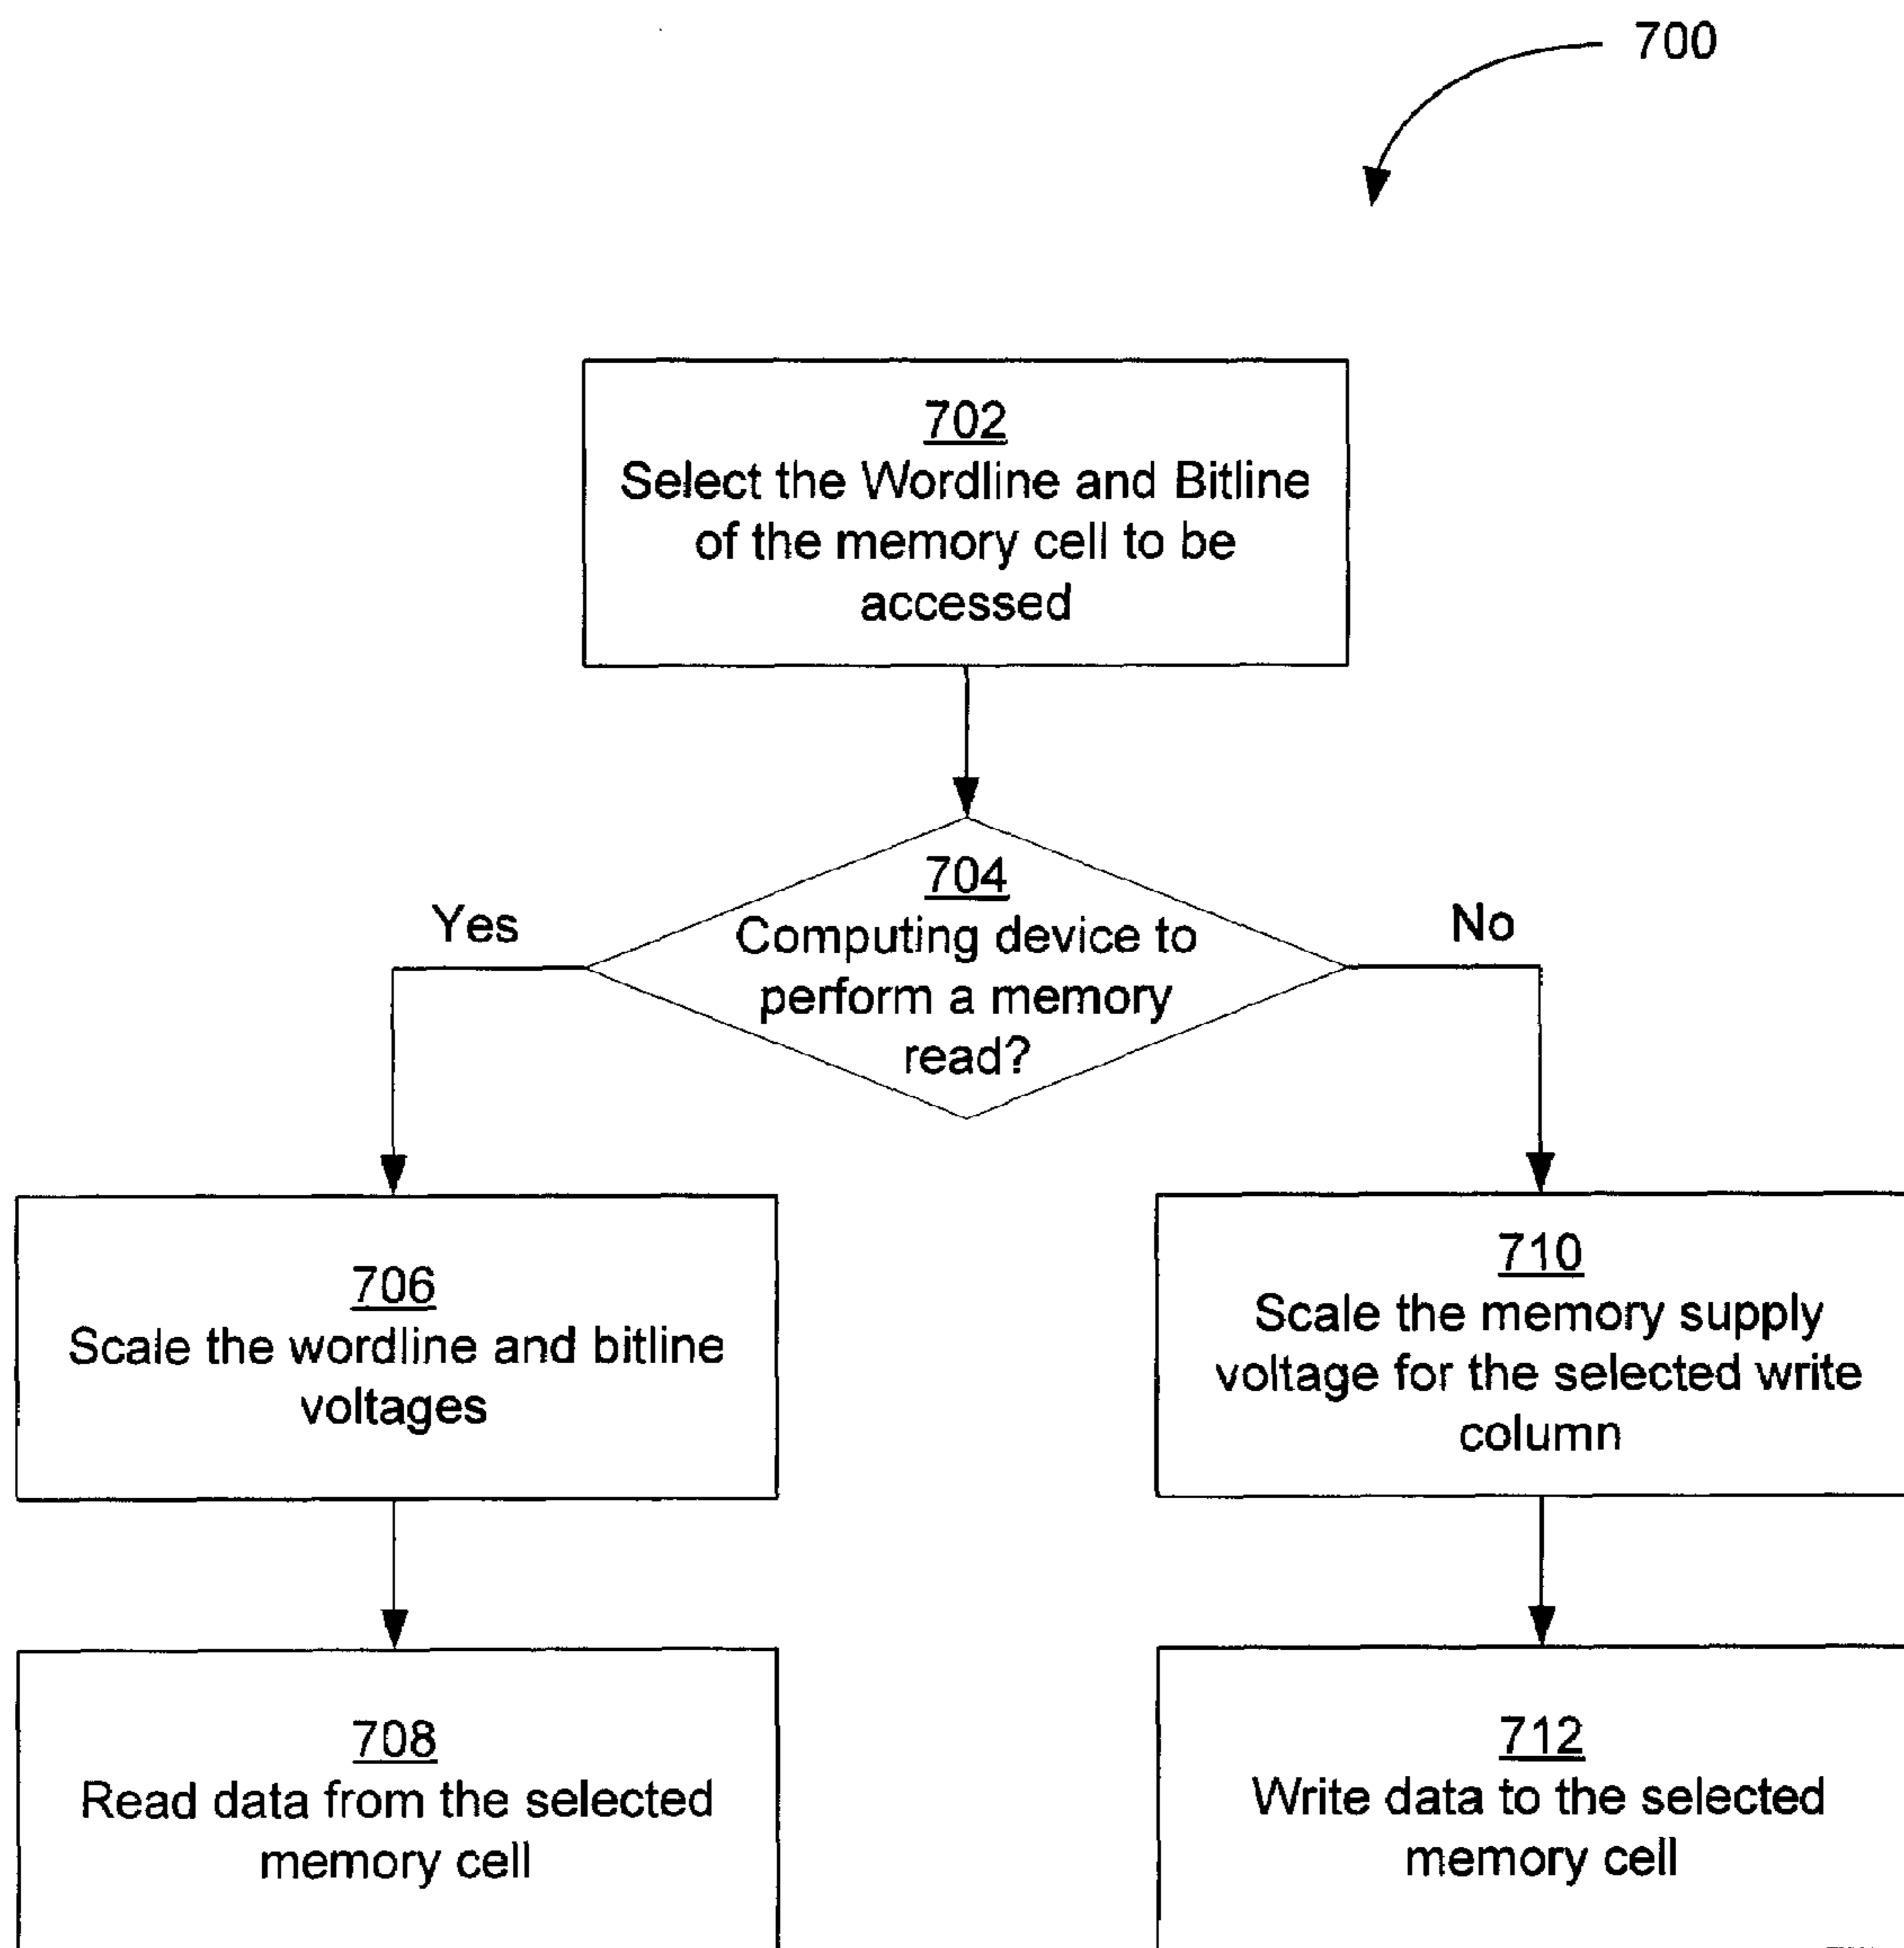 700
702
Select the Wordline and Bitline
of the memory cell to be
accessed
704
Computing device to
perform a memory
read?
Yes
No
706
Scale the wordline and bitline
voltages
710
Scale the memory supply
voltage for the selected write
column
708
Read data from the selected
memory cell
712
Write data to the selected
memory cell